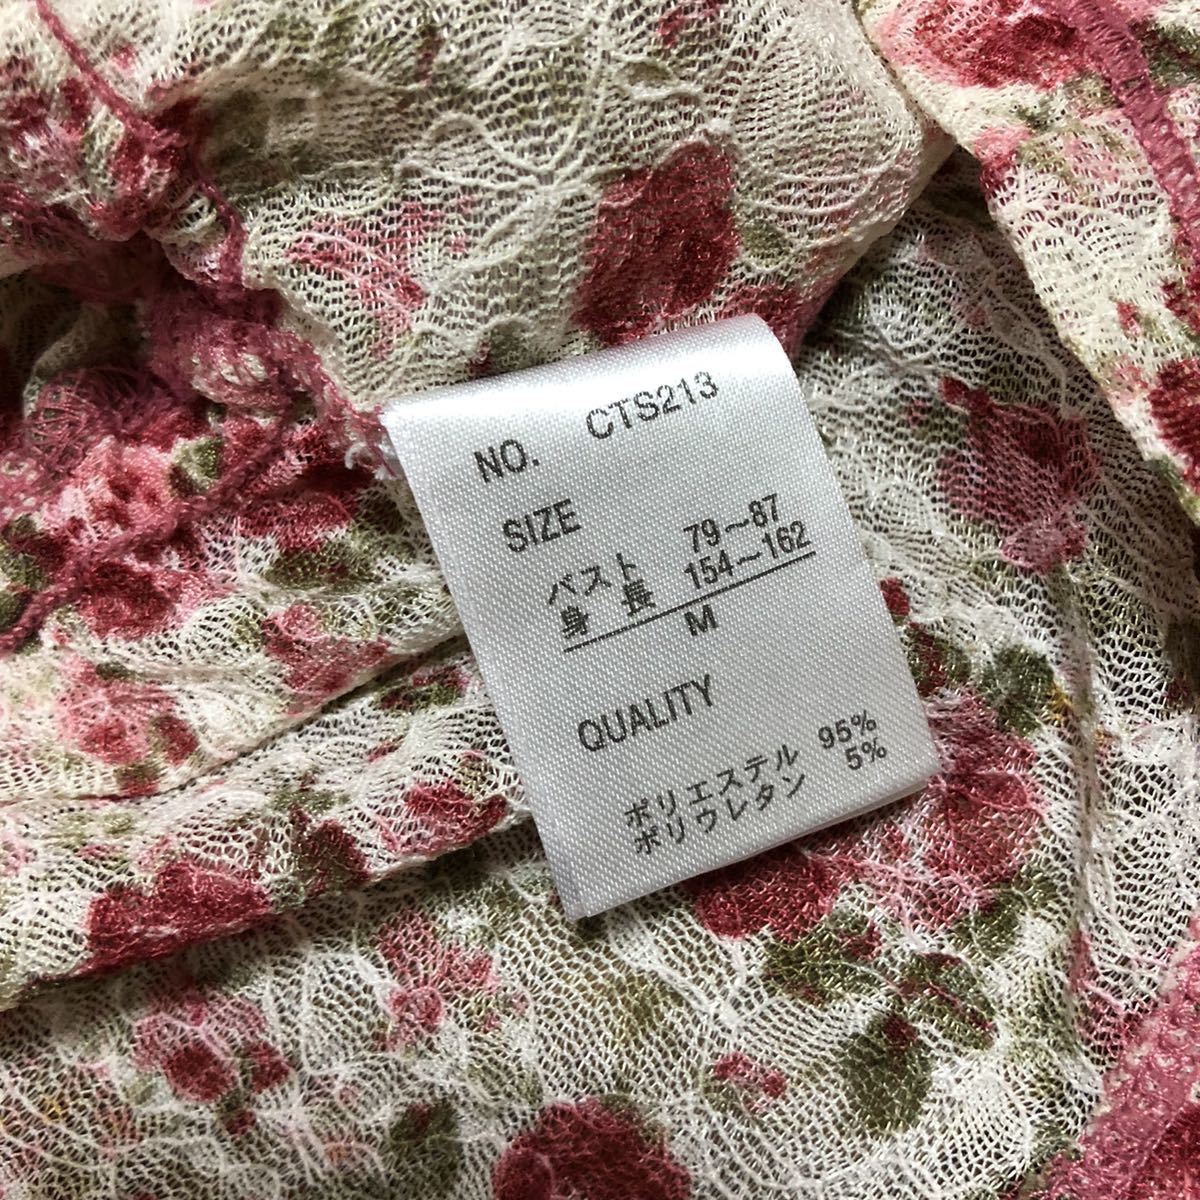 NO. CTS213
SIZE
バスト 79～87
身 長 154～162
M
QUALITY
ポリエステル 95%
ポリウレタン 5%